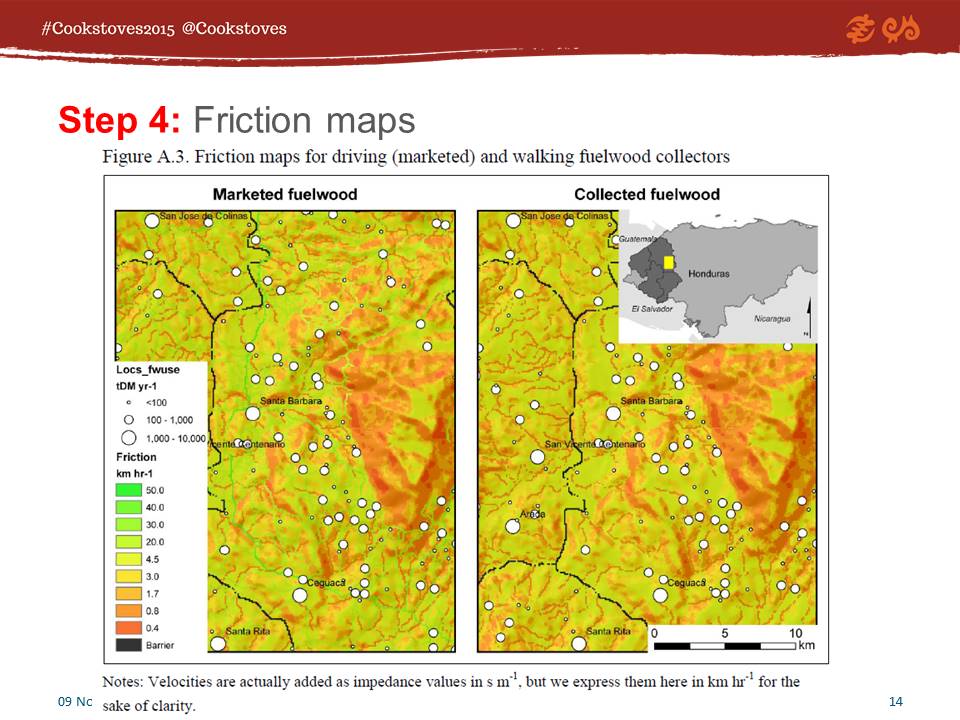 #Cookstoves2015 @Cookstoves
Step 4: Friction maps
Figure A.3. Friction maps for driving (marketed) and walking fuelwood collectors
Marketed fuelwood
Collected fuelwood
San Jose de Colinas
Santa Barbara
Centenario
Ceguaca
Santa Rita
Locs_fwuse
tDM yr-1
<100
100 - 1,000
1,000 - 10,000
Friction
km hr-1
50.0
40.0
30.0
20.0
4.5
3.0
1.7
0.8
0.4
Barrier
San Jose de Colinas
Guatemala
Honduras
El Salvador
Nicaragua
Santa Barbara
San Vicente Centenario
Arada
Ceguaca
Santa Rita
0 5 10
km
Notes: Velocities are actually added as impedance values in s m-1, but we express them here in km hr-1 for the
sake of clarity.
09 No
14